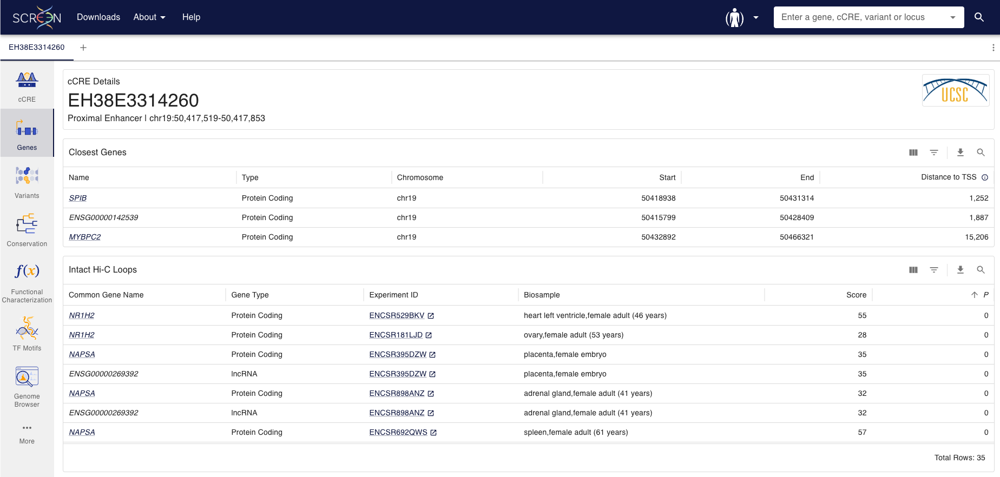 SCREEN Downloads About Help Enter a gene, cCRE, variant or locus
EH38E3314260
cCRE
Genes
Variants
Conservation
f(x)
Functional
Characterization
TF Motifs
Genome
Browser
More
cCRE Details
EH38E3314260
Proximal Enhancer | chr19:50,417,519-50,417,853
UCSC
Closest Genes
Name Type Chromosome Start End Distance to TSS
SPIB Protein Coding chr19 50418938 50431314 1,252
ENSG00000142539 Protein Coding chr19 50415799 50428409 1,887
MYBPC2 Protein Coding chr19 50432892 50466321 15,206
Intact Hi-C Loops
Common Gene Name Gene Type Experiment ID Biosample Score P
NR1H2 Protein Coding ENCSR529BKV heart left ventricle,female adult (46 years) 55 0
NR1H2 Protein Coding ENCSR181LJD ovary,female adult (53 years) 28 0
NAPSA Protein Coding ENCSR395DZW placenta,female embryo 35 0
ENSG00000269392 lncRNA ENCSR395DZW placenta,female embryo 35 0
NAPSA Protein Coding ENCSR898ANZ adrenal gland,female adult (41 years) 32 0
ENSG00000269392 lncRNA ENCSR898ANZ adrenal gland,female adult (41 years) 32 0
NAPSA Protein Coding ENCSR692QWS spleen,female adult (61 years) 57 0
Total Rows: 35